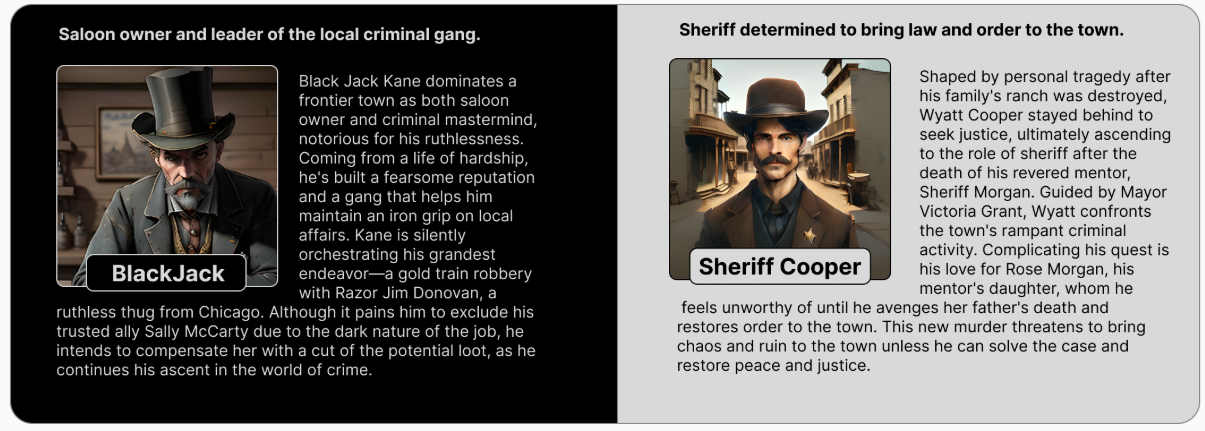 Saloon owner and leader of the local criminal gang.
Black Jack Kane dominates a
frontier town as both saloon
owner and criminal mastermind,
notorious for his ruthlessness.
Coming from a life of hardship,
he's built a fearsome reputation
and a gang that helps him
maintain an iron grip on local
affairs. Kane is silently
orchestrating his grandest
endeavor—a gold train robbery
with Razor Jim Donovan, a
ruthless thug from Chicago. Although it pains him to exclude his
trusted ally Sally McCarty due to the dark nature of the job, he
intends to compensate her with a cut of the potential loot, as he
continues his ascent in the world of crime.
BlackJack
Sheriff determined to bring law and order to the town.
Shaped by personal tragedy after
his family's ranch was destroyed,
Wyatt Cooper stayed behind to
seek justice, ultimately ascending
to the role of sheriff after the
death of his revered mentor,
Sheriff Morgan. Guided by Mayor
Victoria Grant, Wyatt confronts
the town's rampant criminal
activity. Complicating his quest is
his love for Rose Morgan, his
mentor's daughter, whom he
feels unworthy of until he avenges her father's death and
restores order to the town. This new murder threatens to bring
chaos and ruin to the town unless he can solve the case and
restore peace and justice.
Sheriff Cooper